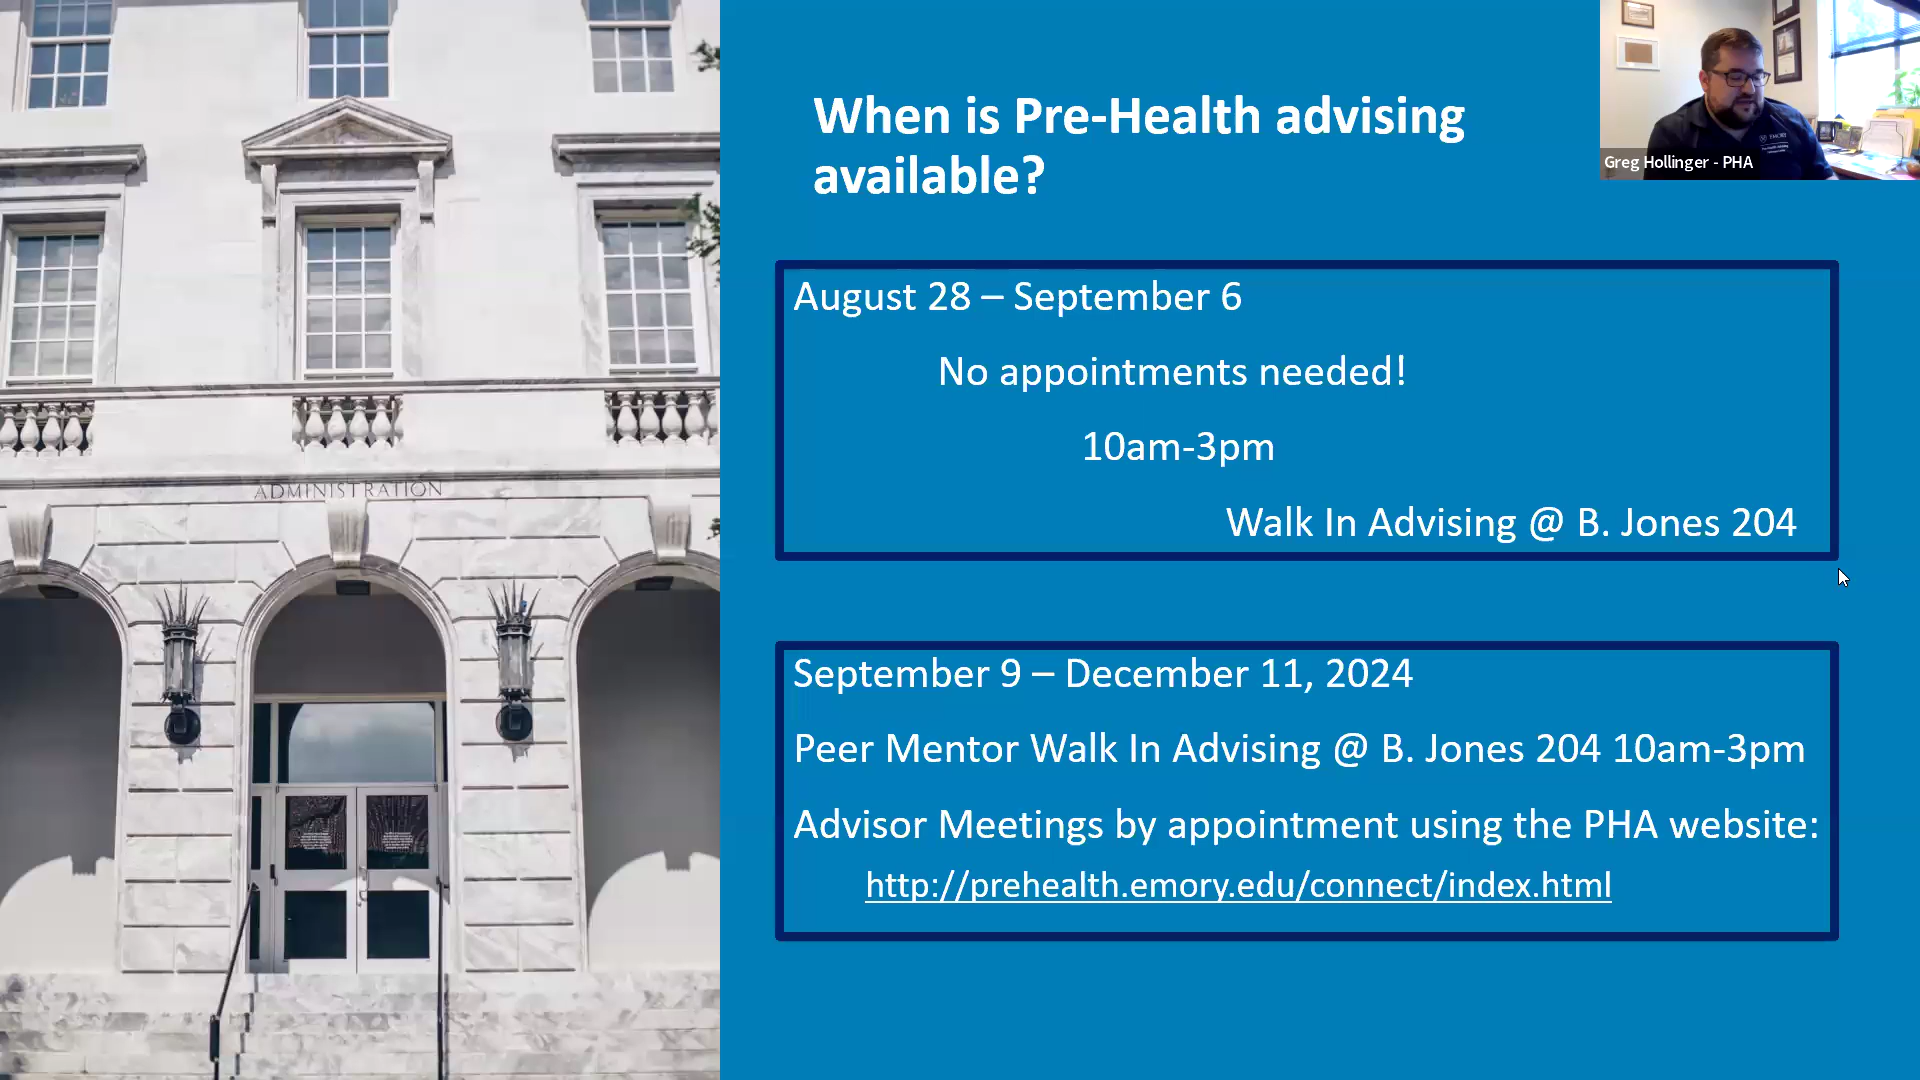 When is Pre-Health advising
available?
Greg Hollinger - PHA
EMORY
August 28 – September 6
No appointments needed!
10am-3pm
Walk In Advising @ B. Jones 204
ADMINISTRATION
September 9 – December 11, 2024
Peer Mentor Walk In Advising @ B. Jones 204 10am-3pm
Advisor Meetings by appointment using the PHA website:
http://prehealth.emory.edu/connect/index.html